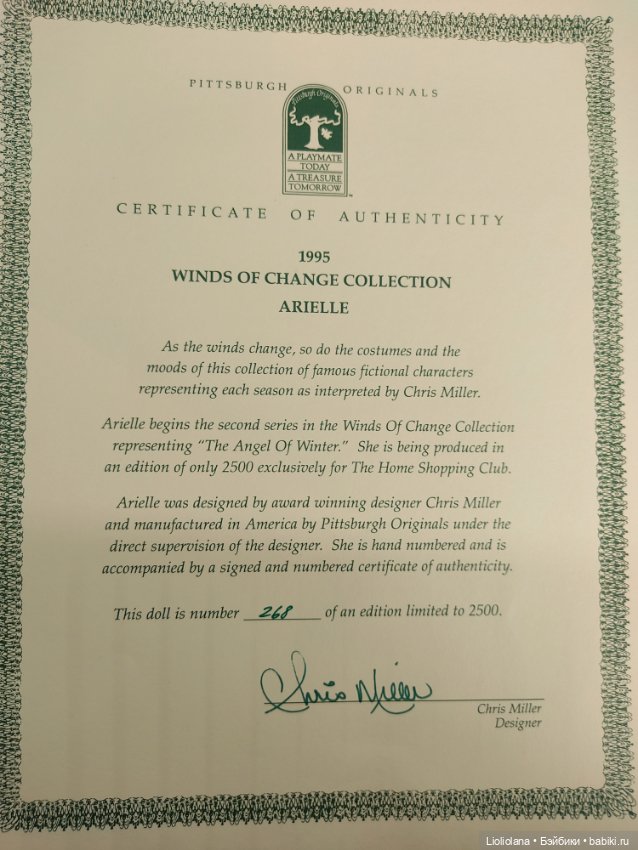 PITTSBURGH ORIGINALS
Pittsburgh Originals
A PLAYMATE
TODAY
A TREASURE
TOMORROW
CERTIFICATE OF AUTHENTICITY
1995
WINDS OF CHANGE COLLECTION
ARIELLE
As the winds change, so do the costumes and the
moods of this collection of famous fictional characters
representing each season as interpreted by Chris Miller.
Arielle begins the second series in the Winds Of Change Collection
representing “The Angel Of Winter.” She is being produced in
an edition of only 2500 exclusively for The Home Shopping Club.
Arielle was designed by award winning designer Chris Miller
and manufactured in America by Pittsburgh Originals under the
direct supervision of the designer. She is hand numbered and is
accompanied by a signed and numbered certificate of authenticity.
This doll is number 268 of an edition limited to 2500.
Chris Miller
Chris Miller
Designer
Lioliolana • Бэйбики • babiki.ru